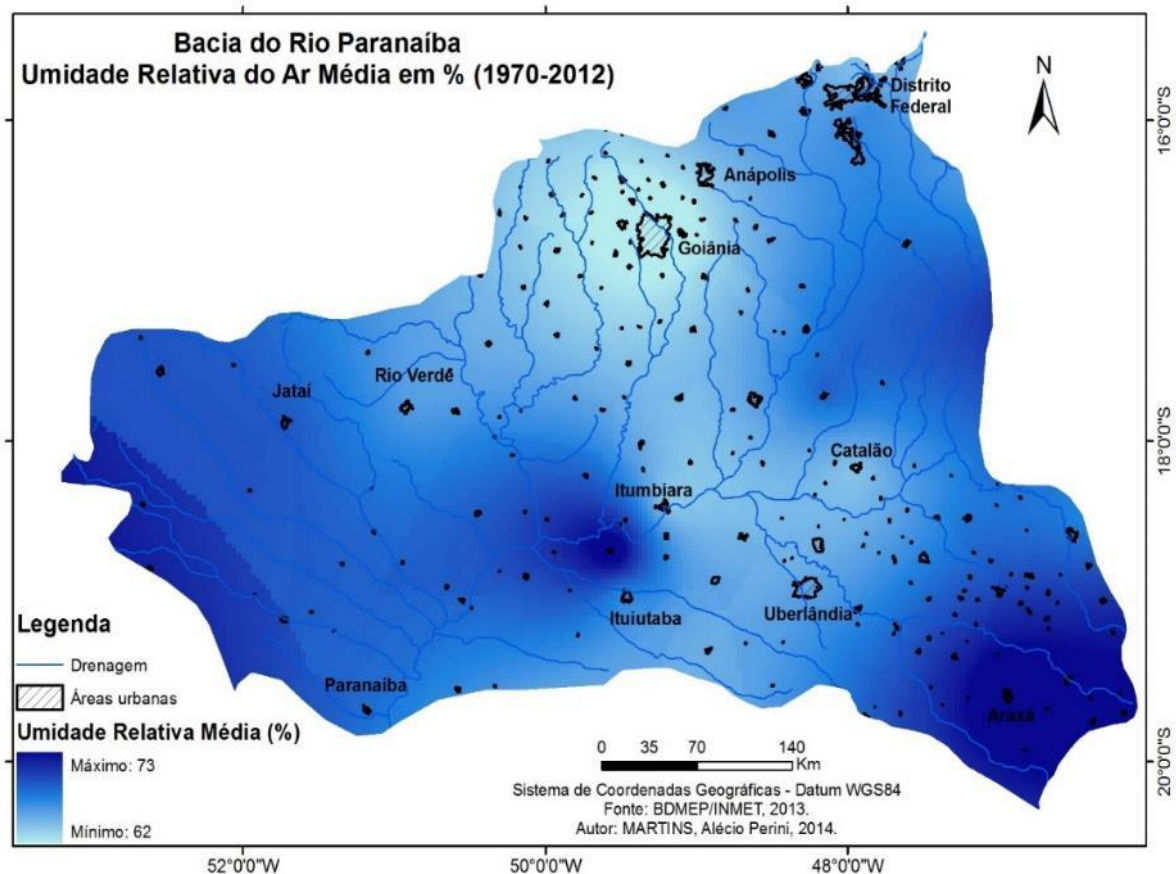 Bacia do Rio Paranaíba
Umidade Relativa do Ar Média em % (1970-2012)
N
Distrito
Federal
16°0'0"S
Anápolis
Goiânia
Jataí
Rio Verde
18°0'0"S
Catalão
Itumbiara
Ituiutaba
Uberlândia
Paranaíba
Araxá
Legenda
Drenagem
Áreas urbanas
Umidade Relativa Média (%)
Máximo: 73
Mínimo: 62
0 35 70 140
Km
20°0'0"S
Sistema de Coordenadas Geográficas - Datum WGS84
Fonte: BDMEP/INMET, 2013.
Autor: MARTINS, Alécio Perini, 2014.
52°0'0"W 50°0'0"W 48°0'0"W